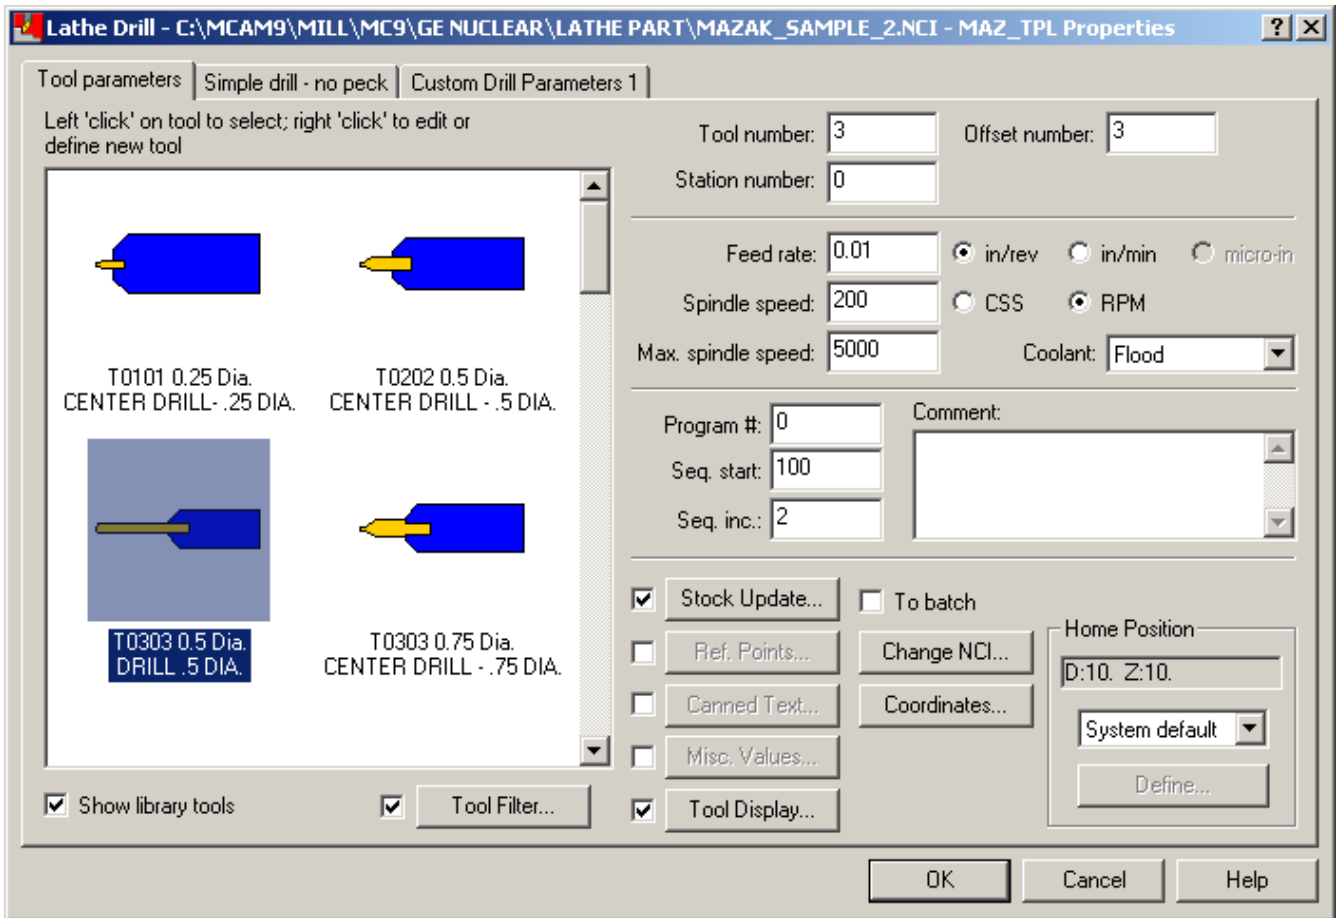 Lathe Drill - C:\MCAM9\MILL\MC9\GE NUCLEAR\LATHE PART\MAZAK_SAMPLE_2.NCI - MAZ_TPL Properties
Tool parameters Simple drill - no peck Custom Drill Parameters 1
Left 'click' on tool to select; right 'click' to edit or
define new tool
T0101 0.25 Dia.
CENTER DRILL- .25 DIA.
T0202 0.5 Dia.
CENTER DRILL - .5 DIA.
T0303 0.5 Dia.
DRILL .5 DIA.
T0303 0.75 Dia.
CENTER DRILL - .75 DIA.
Show library tools
Tool Filter...
Tool number: 3 Offset number: 3
Station number: 0
Feed rate: 0.01 in/rev in/min micro-in
Spindle speed: 200 CSS RPM
Max. spindle speed: 5000 Coolant: Flood
Program #: 0
Seq. start: 100
Seq. inc.: 2
Comment:
Stock Update...
Ref. Points...
Canned Text...
Misc. Values...
Tool Display...
To batch
Change NCI...
Coordinates...
Home Position
D:10. Z:10.
System default
Define...
OK Cancel Help